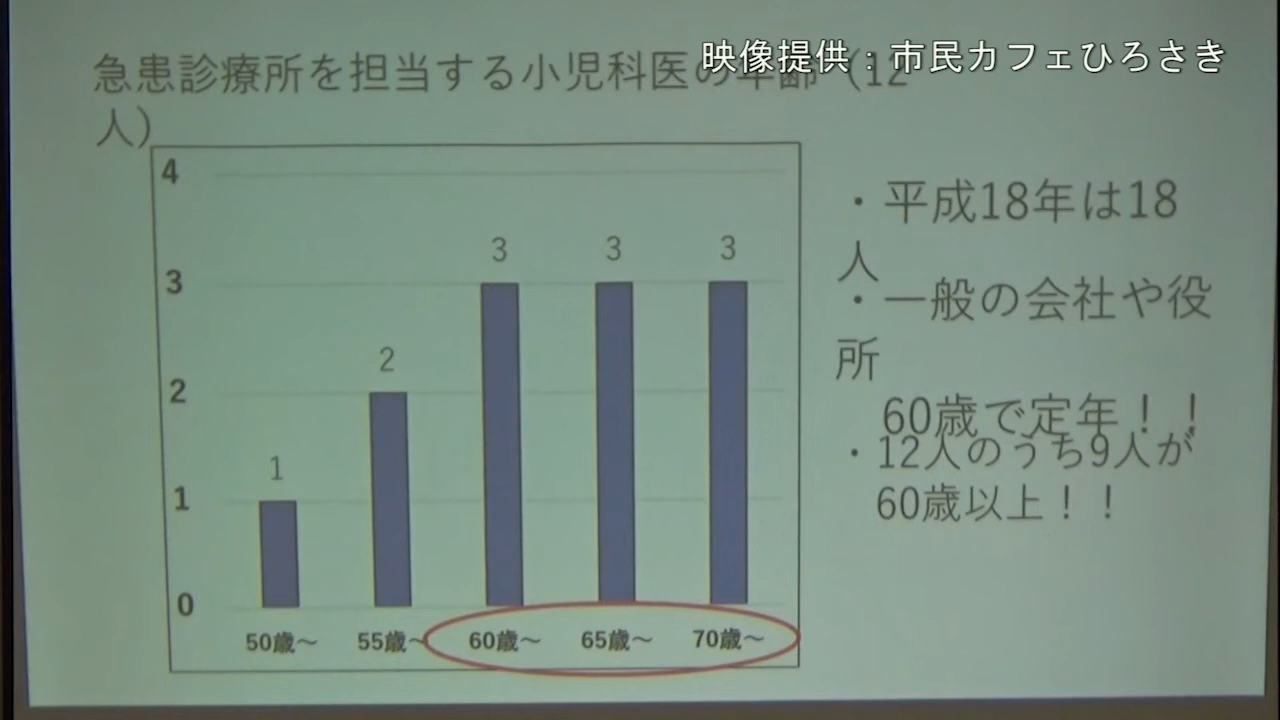 映像提供：市民カフェひろさき
急患診療所を担当する小児科医の年齢（12
人）
4
3
2
1
0
1
2
3
3
3
50歳～
55歳～
60歳～
65歳～
70歳～
・平成18年は18
人
・一般の会社や役
所
60歳で定年！！
・12人のうち9人が
60歳以上！！